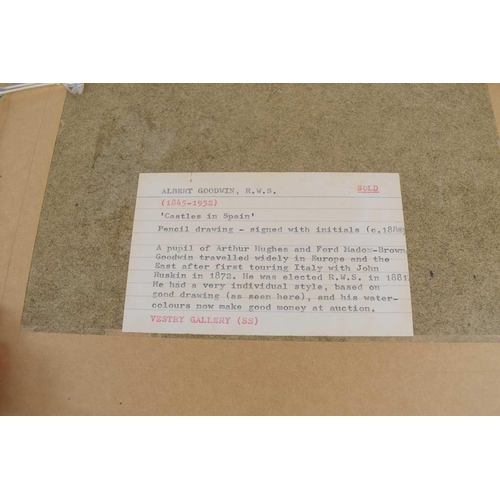 ALBERT GOODWIN, R.W.S. SOLD
(1845-1932)
'Castles in Spain'
Pencil drawing - signed with initials (c.1880)
A pupil of Arthur Hughes and Ford Madox-Brown
Goodwin travelled widely in Europe and the
East after first touring Italy with John
Ruskin in 1872. He was elected R.W.S. in 1881
He had a very individual style, based on
good drawing (as seen here), and his water-
colours now make good money at auction.
VESTRY GALLERY (SS)